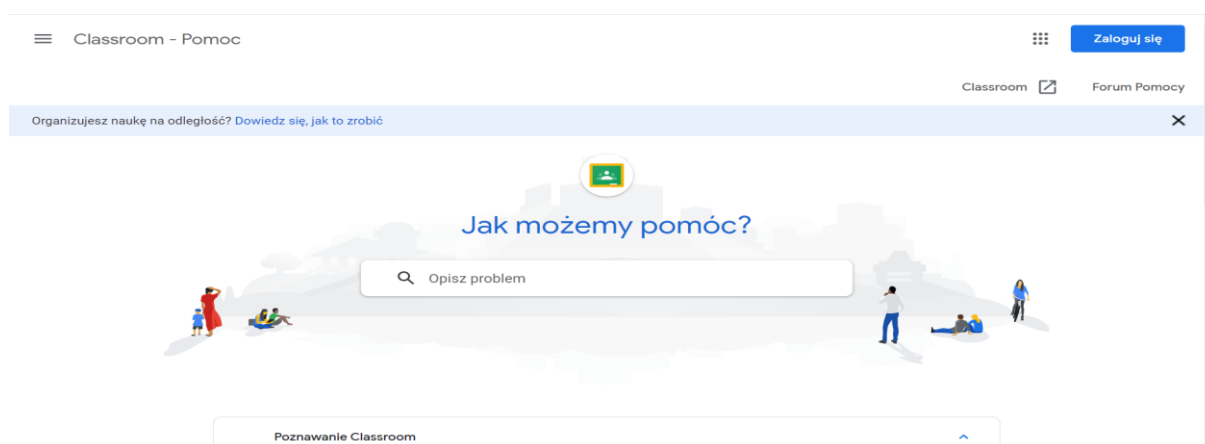 Classroom - Pomoc
Zaloguj się
Classroom
Forum Pomocy
Organizujesz naukę na odległość? Dowiedz się, jak to zrobić
Jak możemy pomóc?
Opisz problem
Poznawanie Classroom